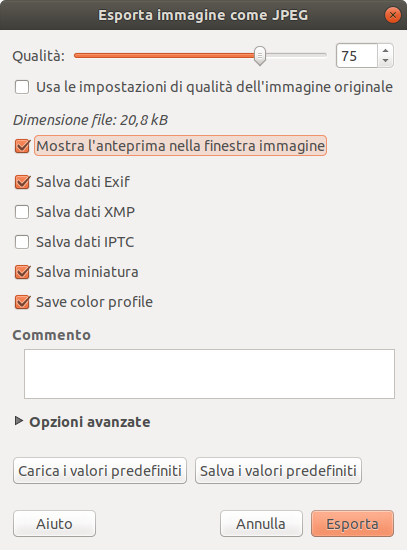 Esporta immagine come JPEG
Qualità: 75
Usa le impostazioni di qualità dell'immagine originale
Dimensione file: 20,8 kB
Mostra l'anteprima nella finestra immagine
Salva dati Exif
Salva dati XMP
Salva dati IPTC
Salva miniatura
Save color profile
Commento
Opzioni avanzate
Carica i valori predefiniti Salva i valori predefiniti
Aiuto Annulla Esporta